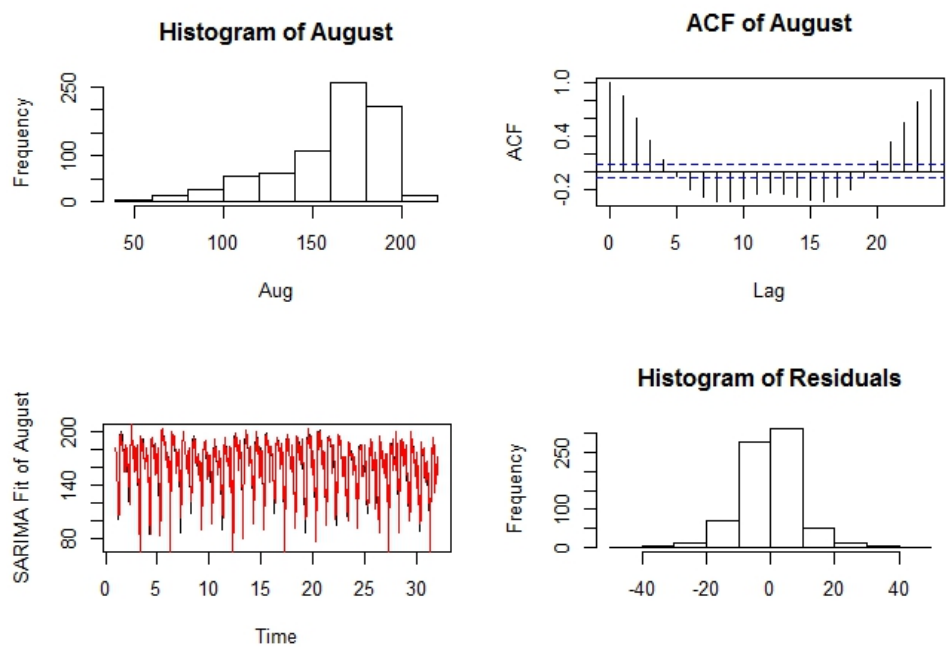 Histogram of August
Frequency
0 100 250
50 100 150 200
Aug
ACF of August
ACF
-0.2 0.4 1.0
0 5 10 15 20
Lag
SARIMA Fit of August
80 140 200
0 5 10 15 20 25 30
Time
Histogram of Residuals
Frequency
0 100 250
-40 -20 0 20 40